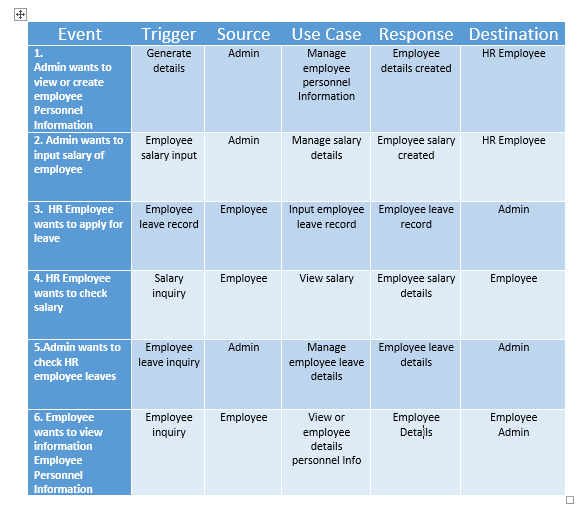 Event Trigger Source Use Case Response Destination
1. Generate Admin Manage Employee HR Employee
Admin wants to details employee details created
view or create personnel
employee Information
Personnel
Information
2. Admin wants to Employee Admin Manage salary Employee salary HR Employee
input salary of salary input details created
employee
3. HR Employee Employee Employee Input employee Employee leave Admin
wants to apply for leave record leave record record
leave
4. HR Employee Salary Employee View salary Employee salary Employee
wants to check inquiry details
salary
5.Admin wants to Employee Admin Manage Employee leave Admin
check HR leave inquiry employee leave details
employee leaves details
6. Employee Employee Employee View or Employee Employee
wants to view inquiry employee Details Admin
information details
Employee personnel Info
Personnel
Information